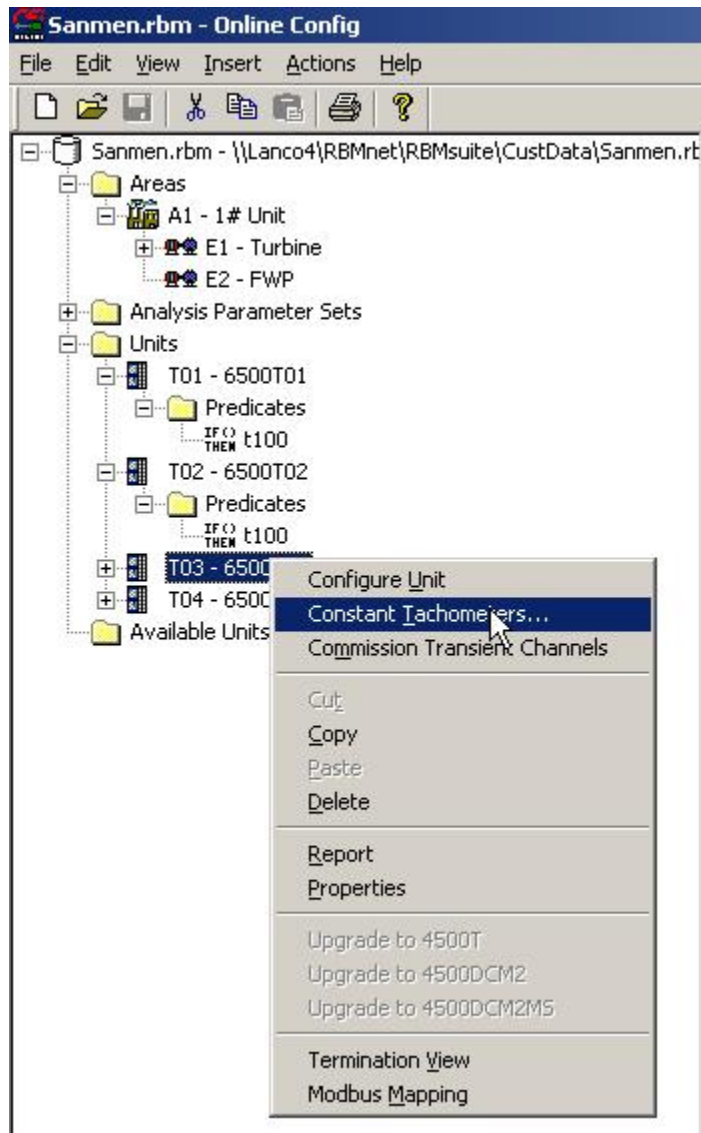 Sanmen.rbm - Online Config
File Edit View Insert Actions Help
Sanmen.rbm - \\Lanco4\RBMnet\RBMsuite\CustData\Sanmen.rb
Areas
A1 - 1# Unit
E1 - Turbine
E2 - FWP
Analysis Parameter Sets
Units
T01 - 6500T01
Predicates
IF() THEN t100
T02 - 6500T02
Predicates
IF() THEN t100
T03 - 6500
T04 - 6500
Available Units
Configure Unit
Constant Tachometers...
Commission Transient Channels
Cut
Copy
Paste
Delete
Report
Properties
Upgrade to 4500T
Upgrade to 4500DCM2
Upgrade to 4500DCM2MS
Termination View
Modbus Mapping